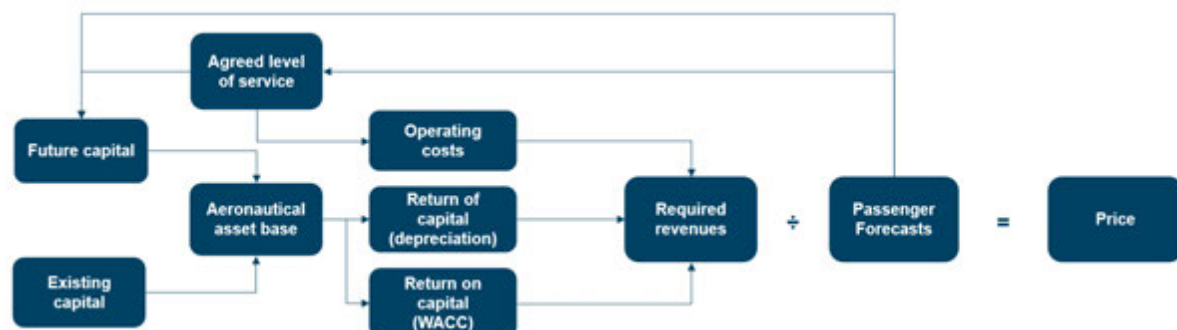 Agreed level
of service
Future capital
Operating
costs
Aeronautical
asset base
Return of
capital
(depreciation)
Required
revenues
÷
Passenger
Forecasts
=
Price
Existing
capital
Return on
capital
(WACC)